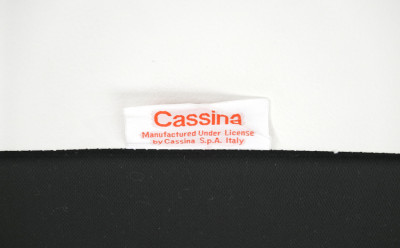 Cassina
Manufactured Under License
by Cassina S.p.A. Italy